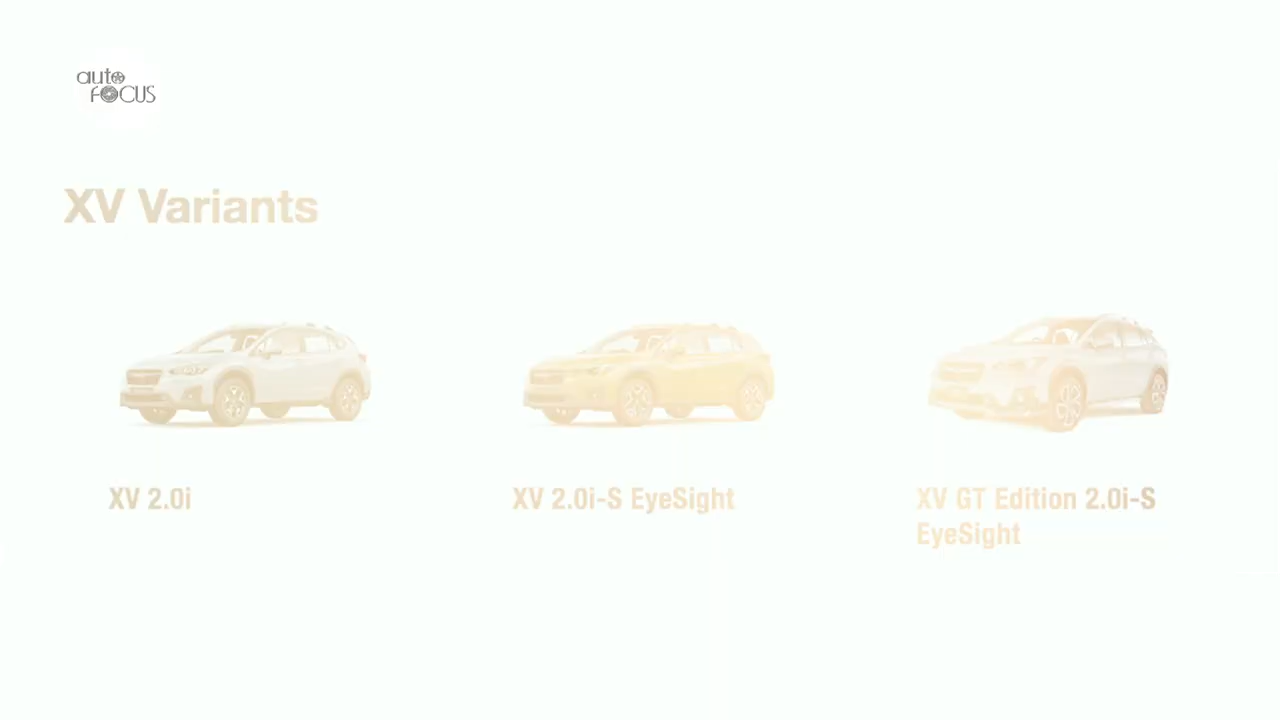 auto
FOCUS
XV Variants
XV 2.0i
XV 2.0i-S EyeSight
XV GT Edition 2.0i-S
EyeSight